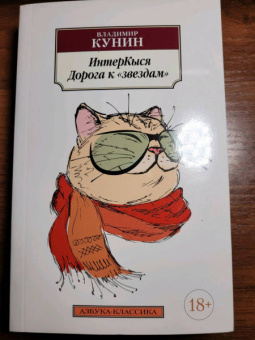 ВЛАДИМИР
КУНИН
ИнтерКыся
Дорога к «звездам»
АЗБУКА-КЛАССИКА
18+